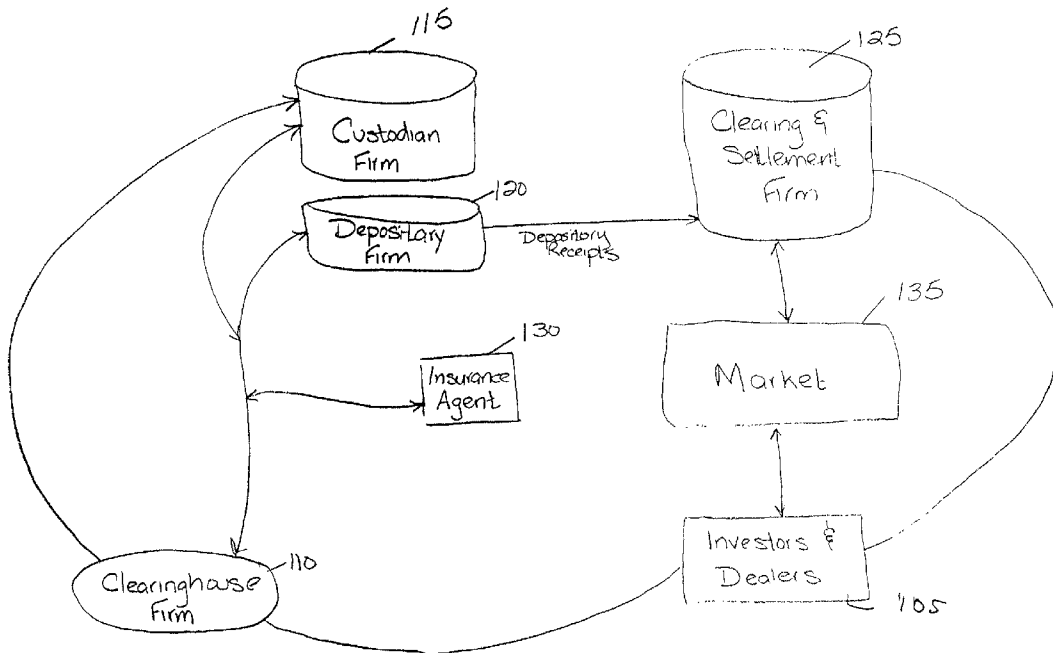 115
Custodian
Firm
120
Depositary
Firm
Depository
Receipts
125
Clearing &
Settlement
Firm
135
Market
130
Insurance
Agent
110
Clearinghouse
Firm
Investors &
Dealers
105